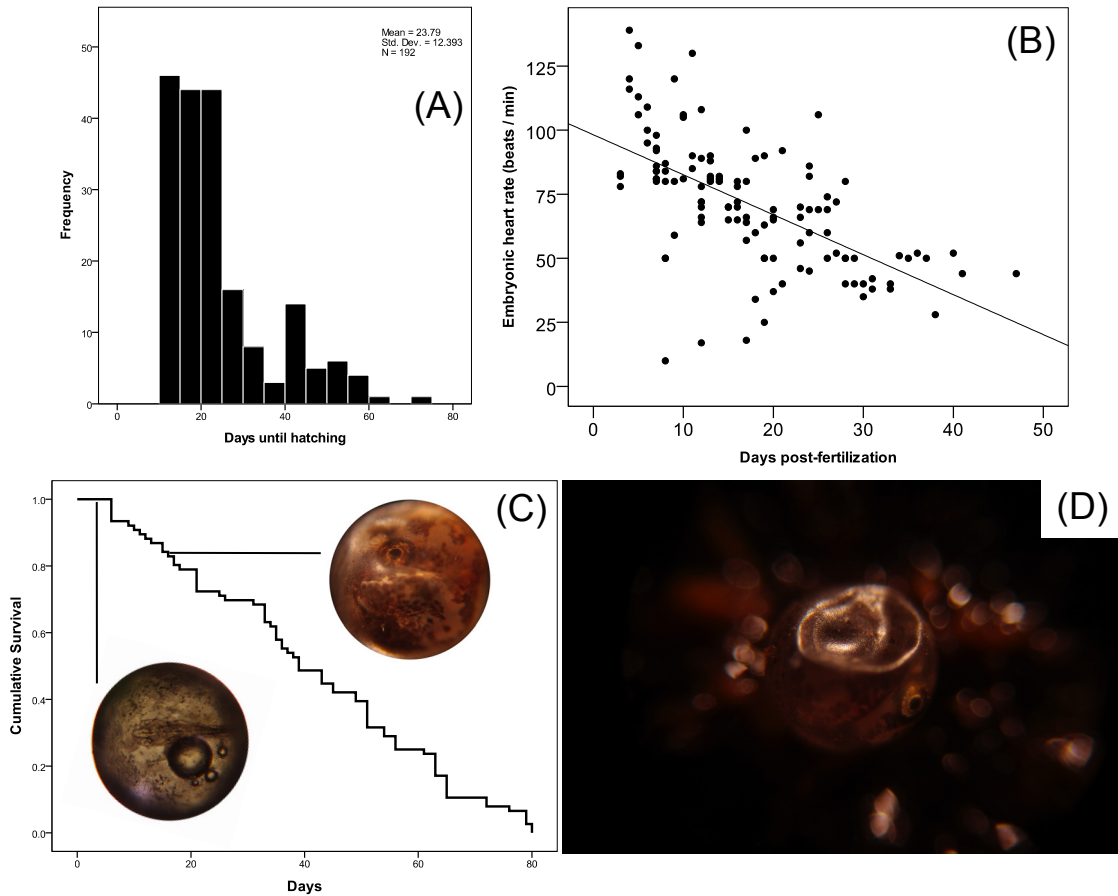 Mean = 23.79
Std. Dev. = 12.393
N = 192
(A)
50
40
30
20
10
0
Frequency
0 20 40 60 80
Days until hatching
(B)
125
100
75
50
25
0
Embryonic heart rate (beats / min)
0 10 20 30 40 50
Days post-fertilization
(C)
1.0
0.8
0.6
0.4
0.2
0.0
Cumulative Survival
0 20 40 60 80
Days
(D)